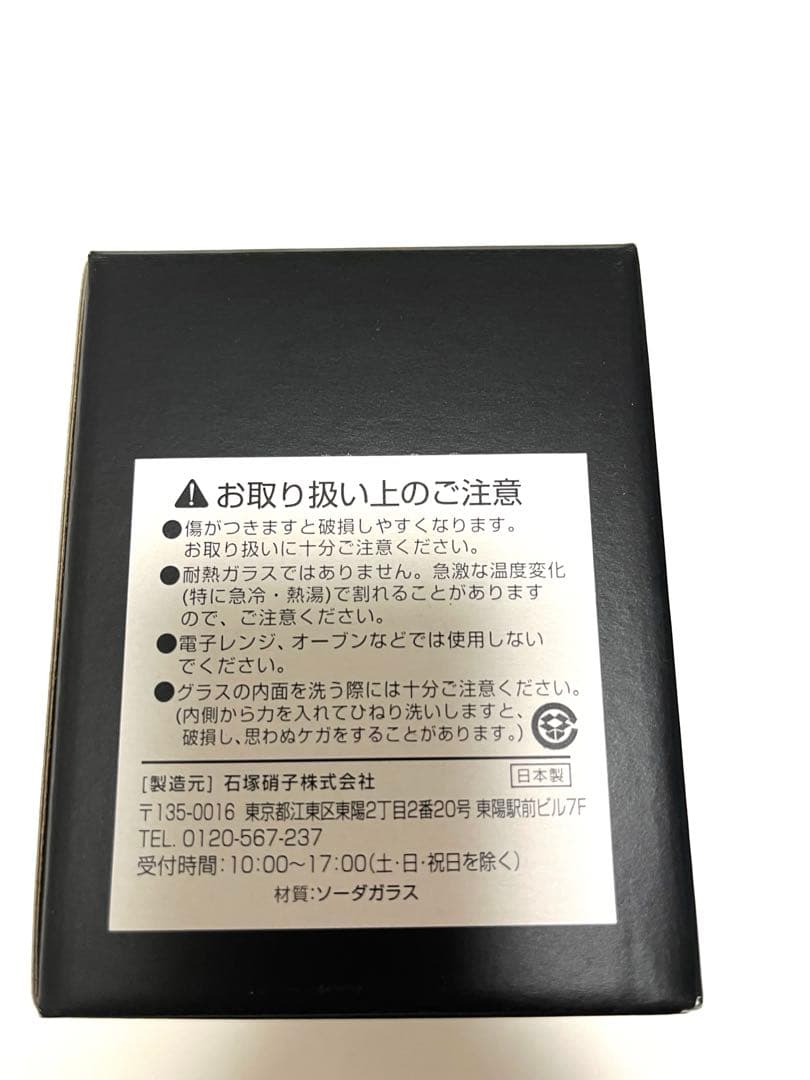 ⚠お取り扱い上のご注意
●傷がつきますと破損しやすくなります。
お取り扱いに十分ご注意ください。
●耐熱ガラスではありません。急激な温度変化
(特に急冷・熱湯)で割れることがあります
ので、ご注意ください。
●電子レンジ、オーブンなどでは使用しない
でください。
●グラスの内面を洗う際には十分ご注意ください。
(内側から力を入れてひねり洗いしますと、
破損し、思わぬケガをすることがあります。)
[製造元] 石塚硝子株式会社 日本製
〒135-0016 東京都江東区東陽2丁目2番20号 東陽駅前ビル7F
TEL. 0120-567-237
受付時間:10:00〜17:00(土・日・祝日を除く)
材質:ソーダガラス